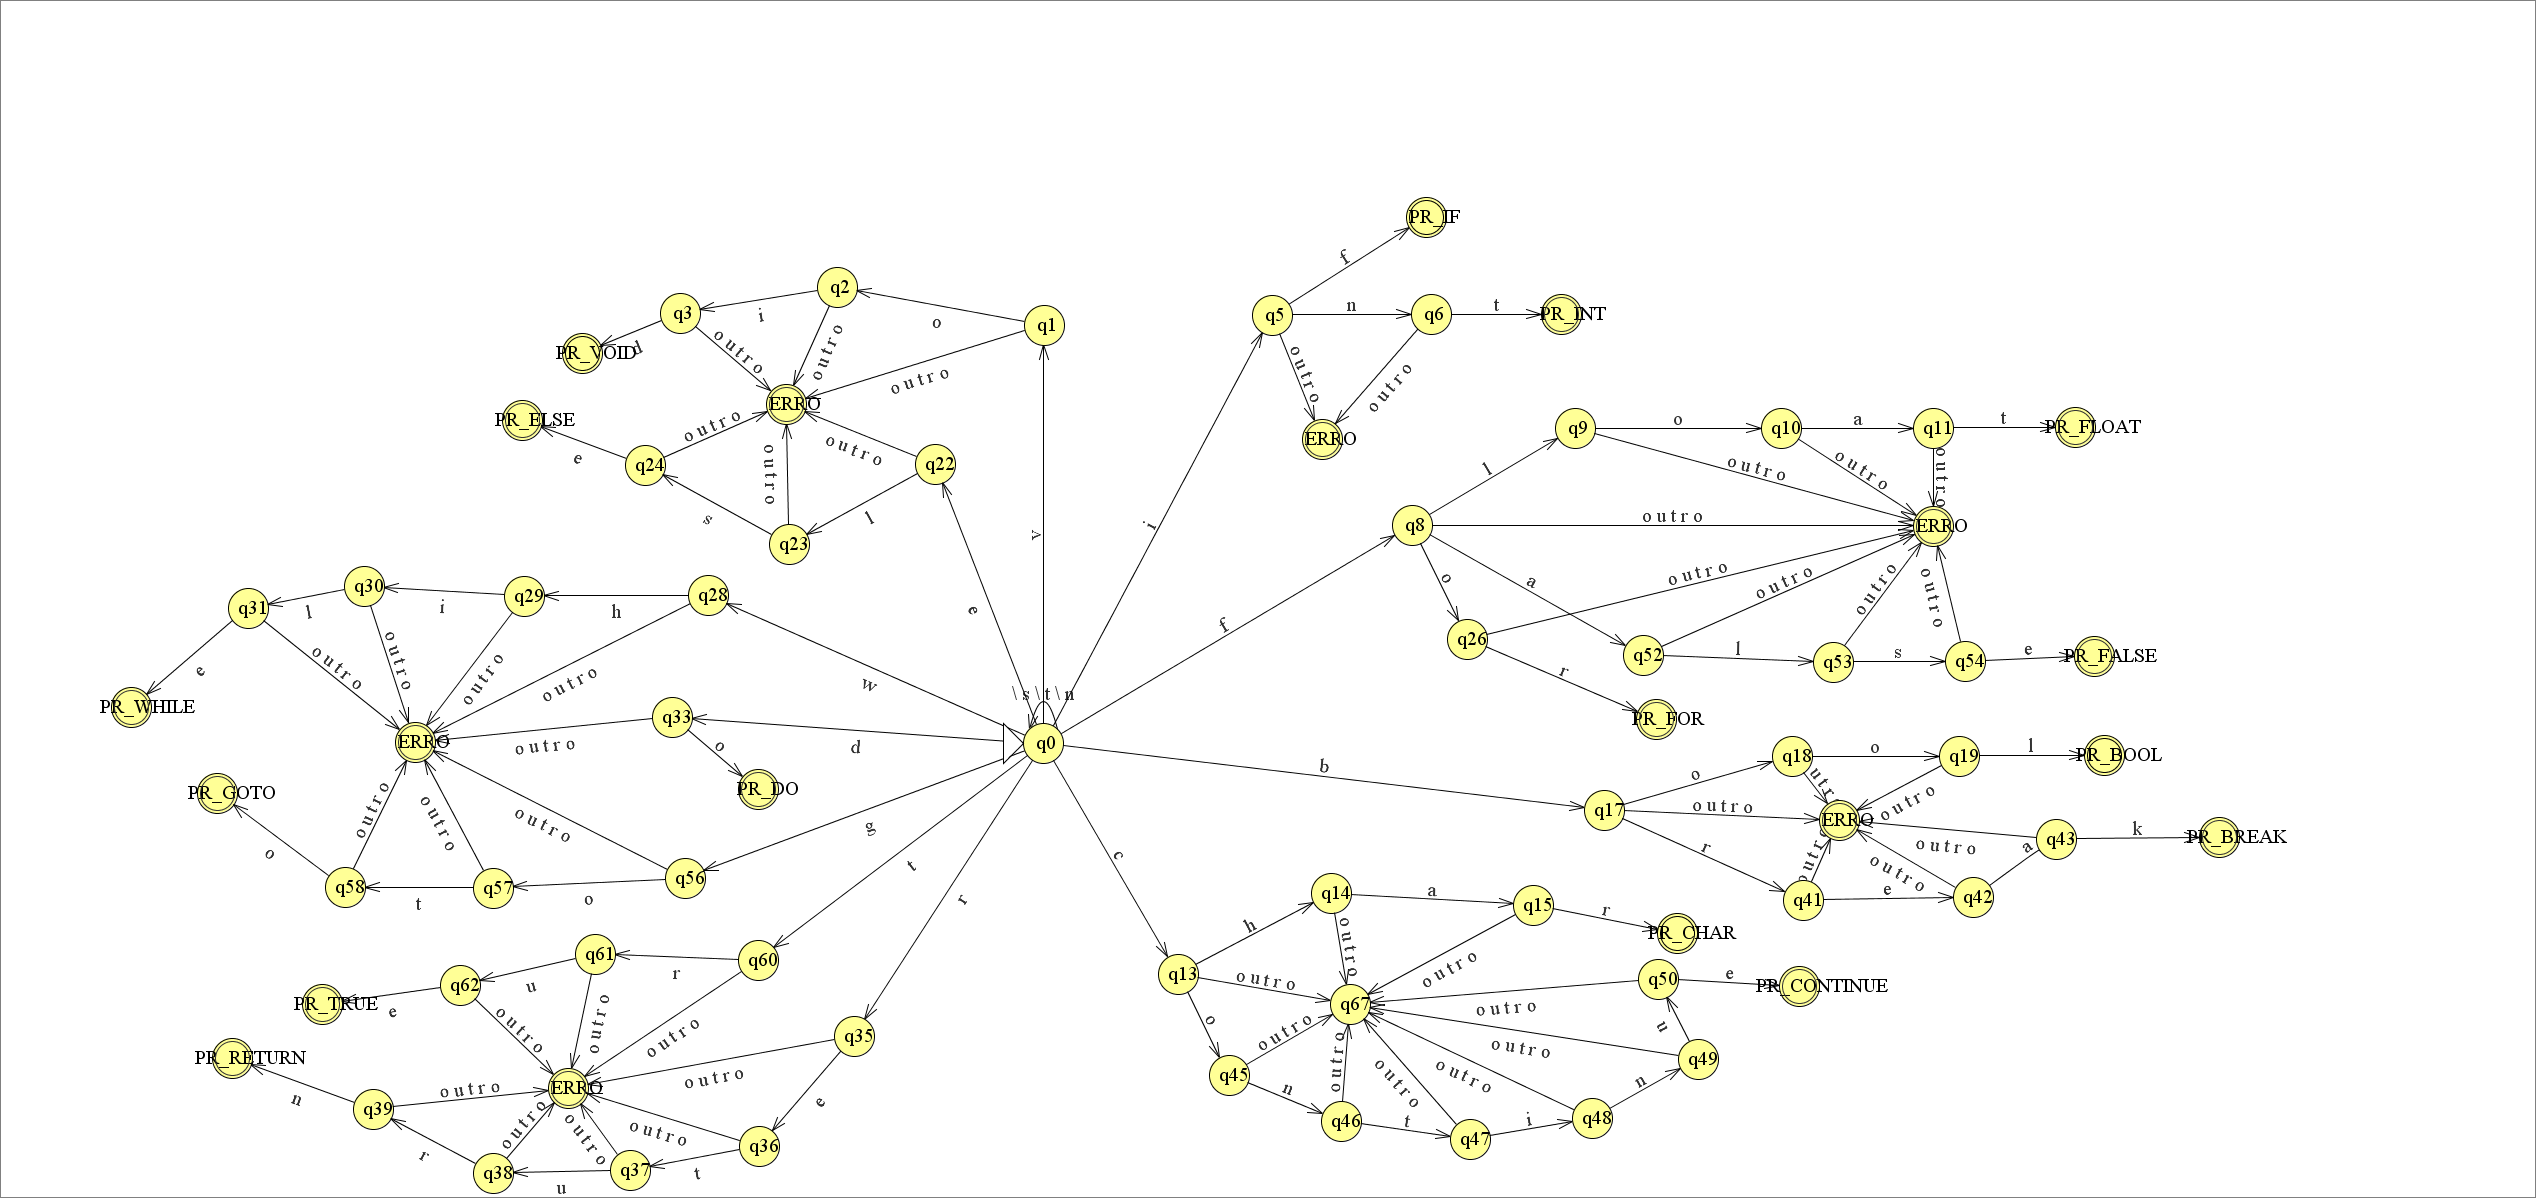 PR_IF
f
q2
q3
i
o
q1
q5
n
q6
t
PR_INT
PR_VOID
d
outro
outro
outro
outro
outro
ERRO
PR_ELSE
ERRO
q9
o
q10
a
q11
t
PR_FLOAT
e
q24
outro
outro
outro
q22
s
l
q23
l
outro
outro
outro
q8
outro
ERRO
v
i
q30
q29
q28
q31
l
i
h
e
o
a
outro
outro
outro
outro
f
q26
q52
l
q53
s
q54
e
PR_FALSE
r
PR_FOR
e
outro
outro
outro
outro
w
\s\t\n
PR_WHILE
ERRO
q33
outro
o
d
q0
PR_DO
PR_GOTO
b
q18
o
q19
l
PR_BOOL
o
utr
q17
outro
outro
ERRO
q43
k
PR_BREAK
r
outr
outro
outro
a
q41
e
q42
outro
outro
outro
g
o
q58
t
q57
o
q56
t
r
c
q14
a
q15
r
PR_CHAR
h
q61
r
q60
q62
u
PR_TRUE
e
q13
outro
outro
outro
q50
e
PR_CONTINUE
q67
outro
outro
outro
outro
q35
o
outro
outro
outro
outro
outro
u
q49
PR_RETURN
q45
n
ERRO
outro
e
n
q39
outro
q46
t
q47
i
q48
n
outro
outro
outro
r
q38
u
q37
t
q36